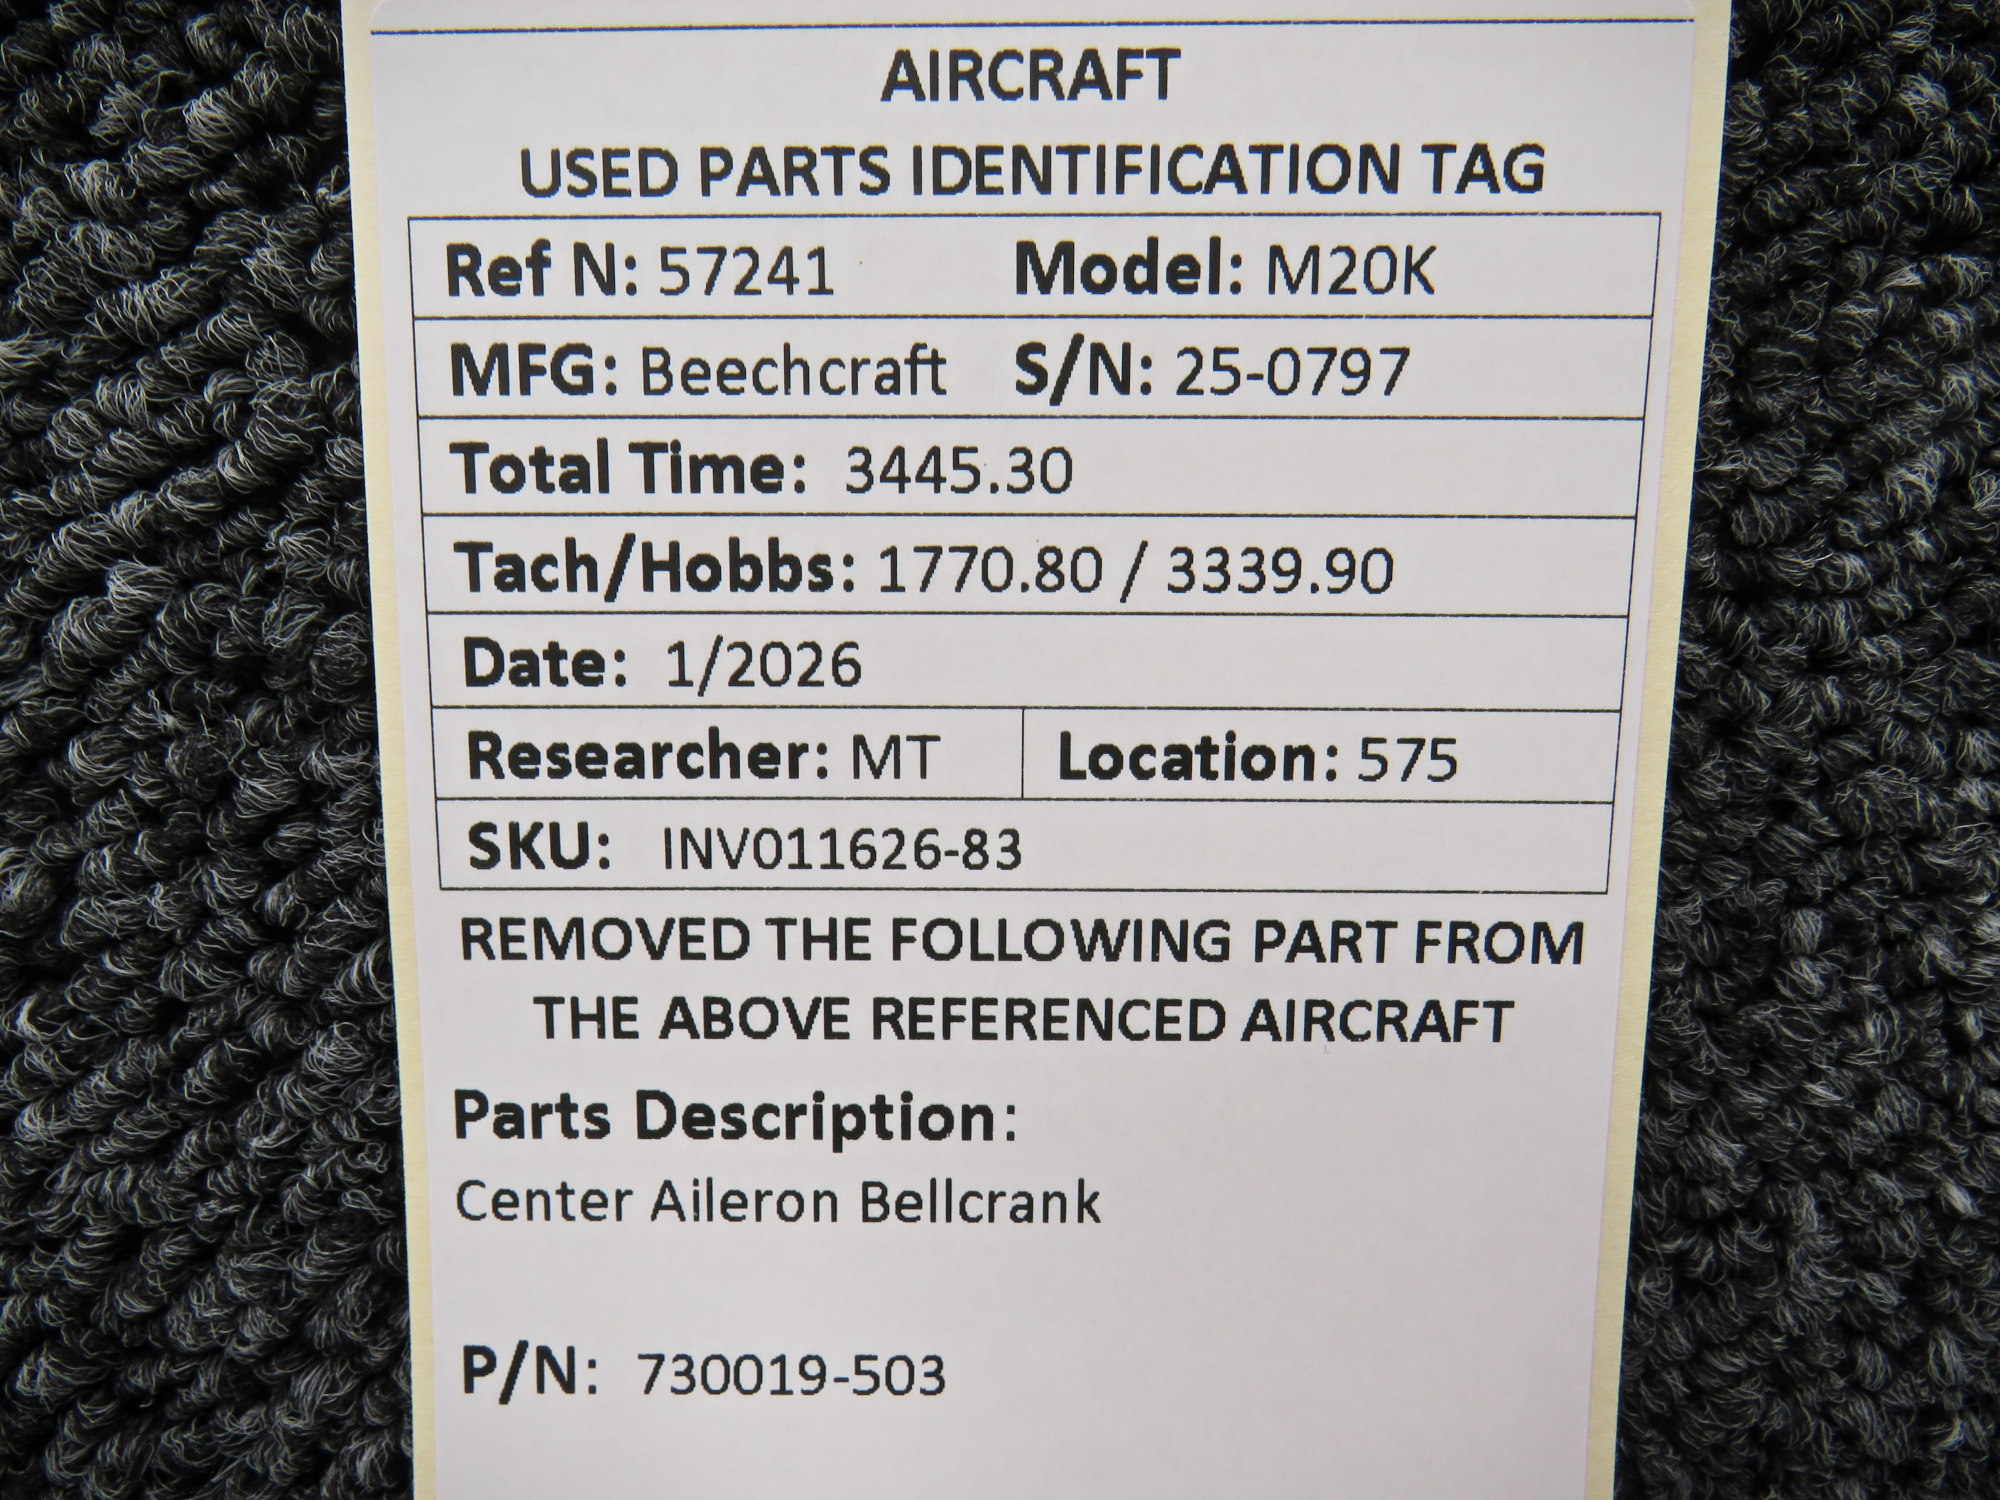 AIRCRAFT
USED PARTS IDENTIFICATION TAG
Ref N: 57241 Model: M20K
MFG: Beechcraft S/N: 25-0797
Total Time: 3445.30
Tach/Hobbs: 1770.80 / 3339.90
Date: 1/2026
Researcher: MT Location: 575
SKU: INV011626-83
REMOVED THE FOLLOWING PART FROM
THE ABOVE REFERENCED AIRCRAFT
Parts Description:
Center Aileron Bellcrank
P/N: 730019-503